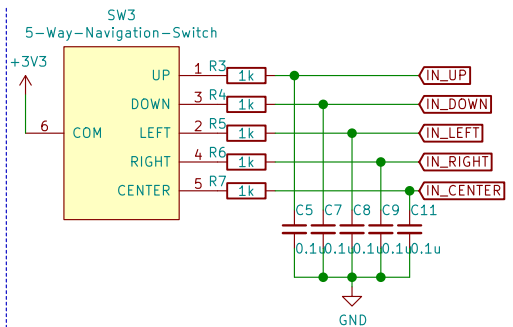 SW3
5-Way-Navigation-Switch
+3V3
UP 1 R3 1k IN_UP
DOWN 3 R4 1k IN_DOWN
6 COM LEFT 2 R5 1k IN_LEFT
RIGHT 4 R6 1k IN_RIGHT
CENTER 5 R7 1k IN_CENTER
C5 C7 C8 C9 C11
0.1u 0.1u 0.1u 0.1u 0.1u
GND